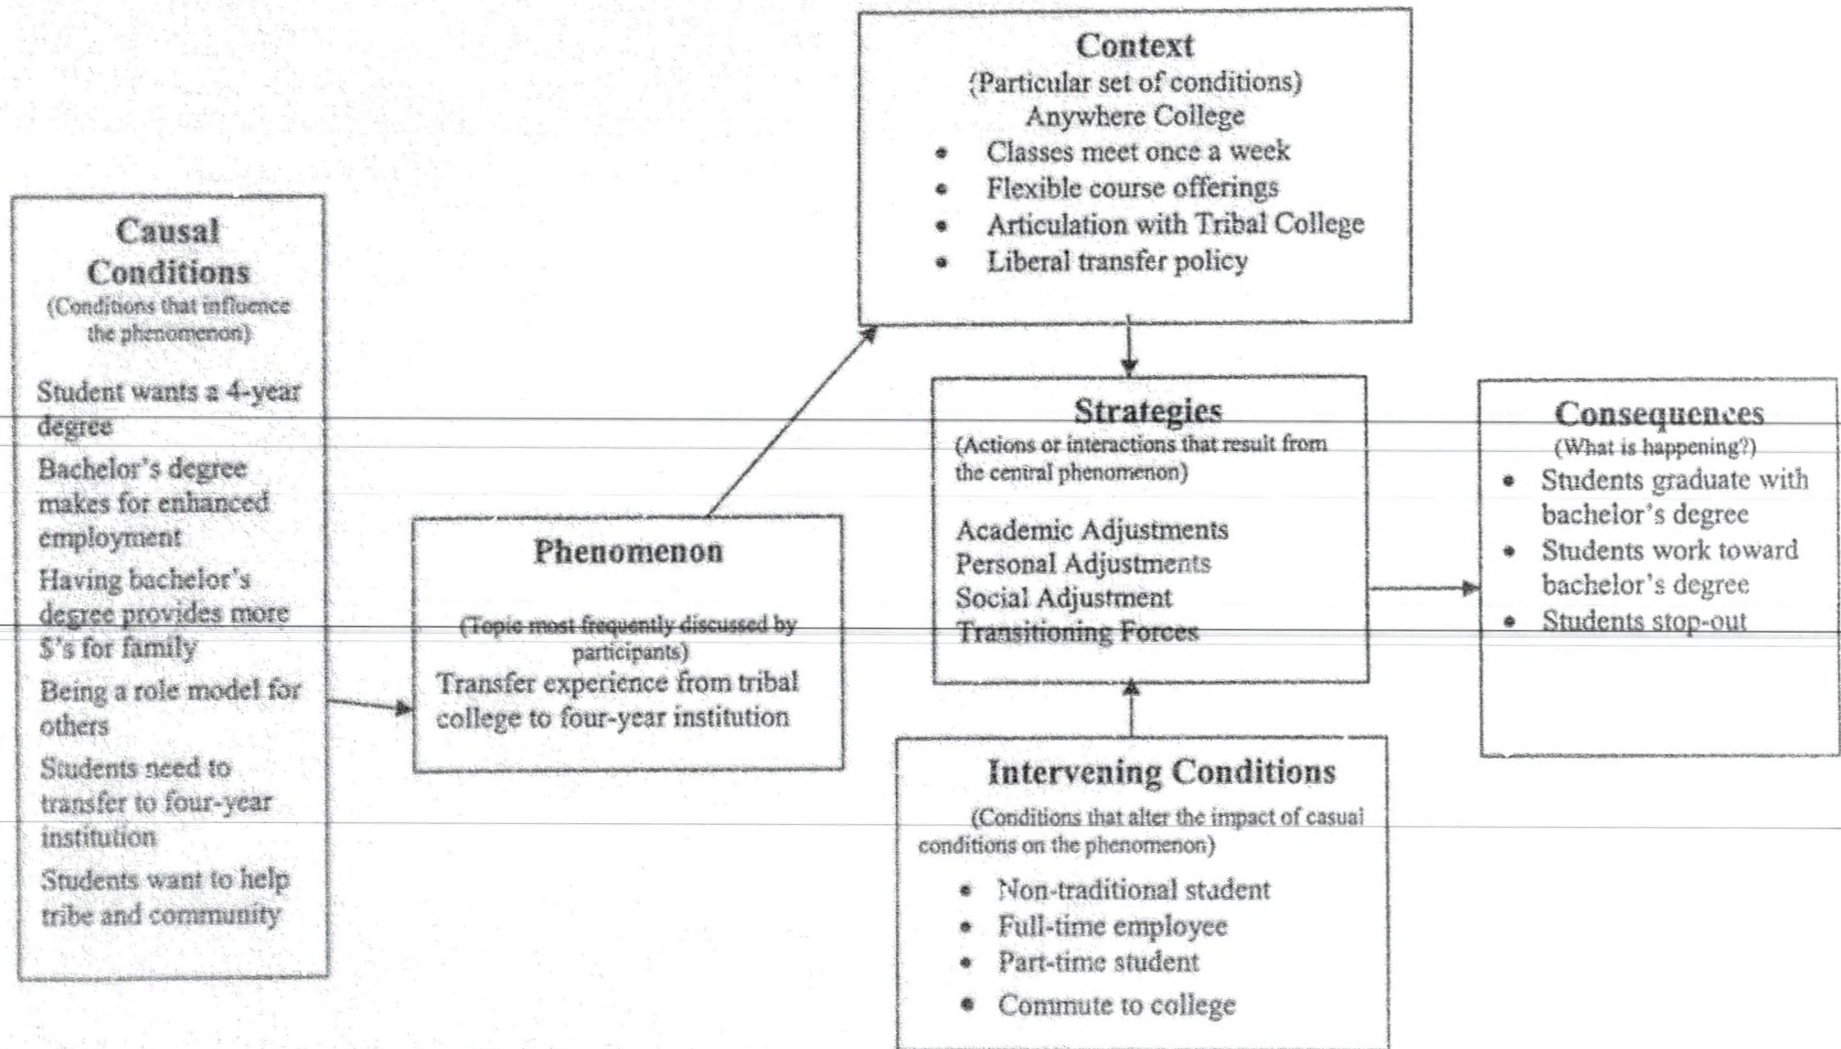 Context
(Particular set of conditions)
Anywhere College
• Classes meet once a week
• Flexible course offerings
• Articulation with Tribal College
• Liberal transfer policy
Causal
Conditions
(Conditions that influence
the phenomenon)
Student wants a 4-year
degree
Bachelor's degree
makes for enhanced
employment
Having bachelor's
degree provides more
$'s for family
Being a role model for
others
Students need to
transfer to four-year
institution
Students want to help
tribe and community
Phenomenon
(Topic most frequently discussed by
participants)
Transfer experience from tribal
college to four-year institution
Strategies
(Actions or interactions that result from
the central phenomenon)
Academic Adjustments
Personal Adjustments
Social Adjustment
Transitioning Forces
Consequences
(What is happening?)
• Students graduate with
bachelor's degree
• Students work toward
bachelor's degree
• Students stop-out
Intervening Conditions
(Conditions that alter the impact of casual
conditions on the phenomenon)
• Non-traditional student
• Full-time employee
• Part-time student
• Commute to college